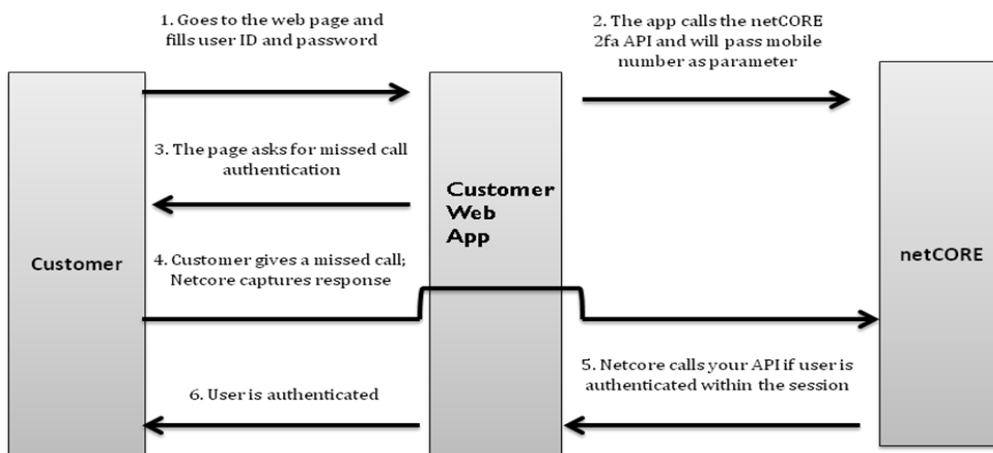 1. Goes to the web page and
fills user ID and password
2. The app calls the netCORE
2fa API and will pass mobile
number as parameter
3. The page asks for missed call
authentication
Customer
Web
App
Customer
netCORE
4. Customer gives a missed call;
Netcore captures response
5. Netcore calls your API if user is
authenticated within the session
6. User is authenticated